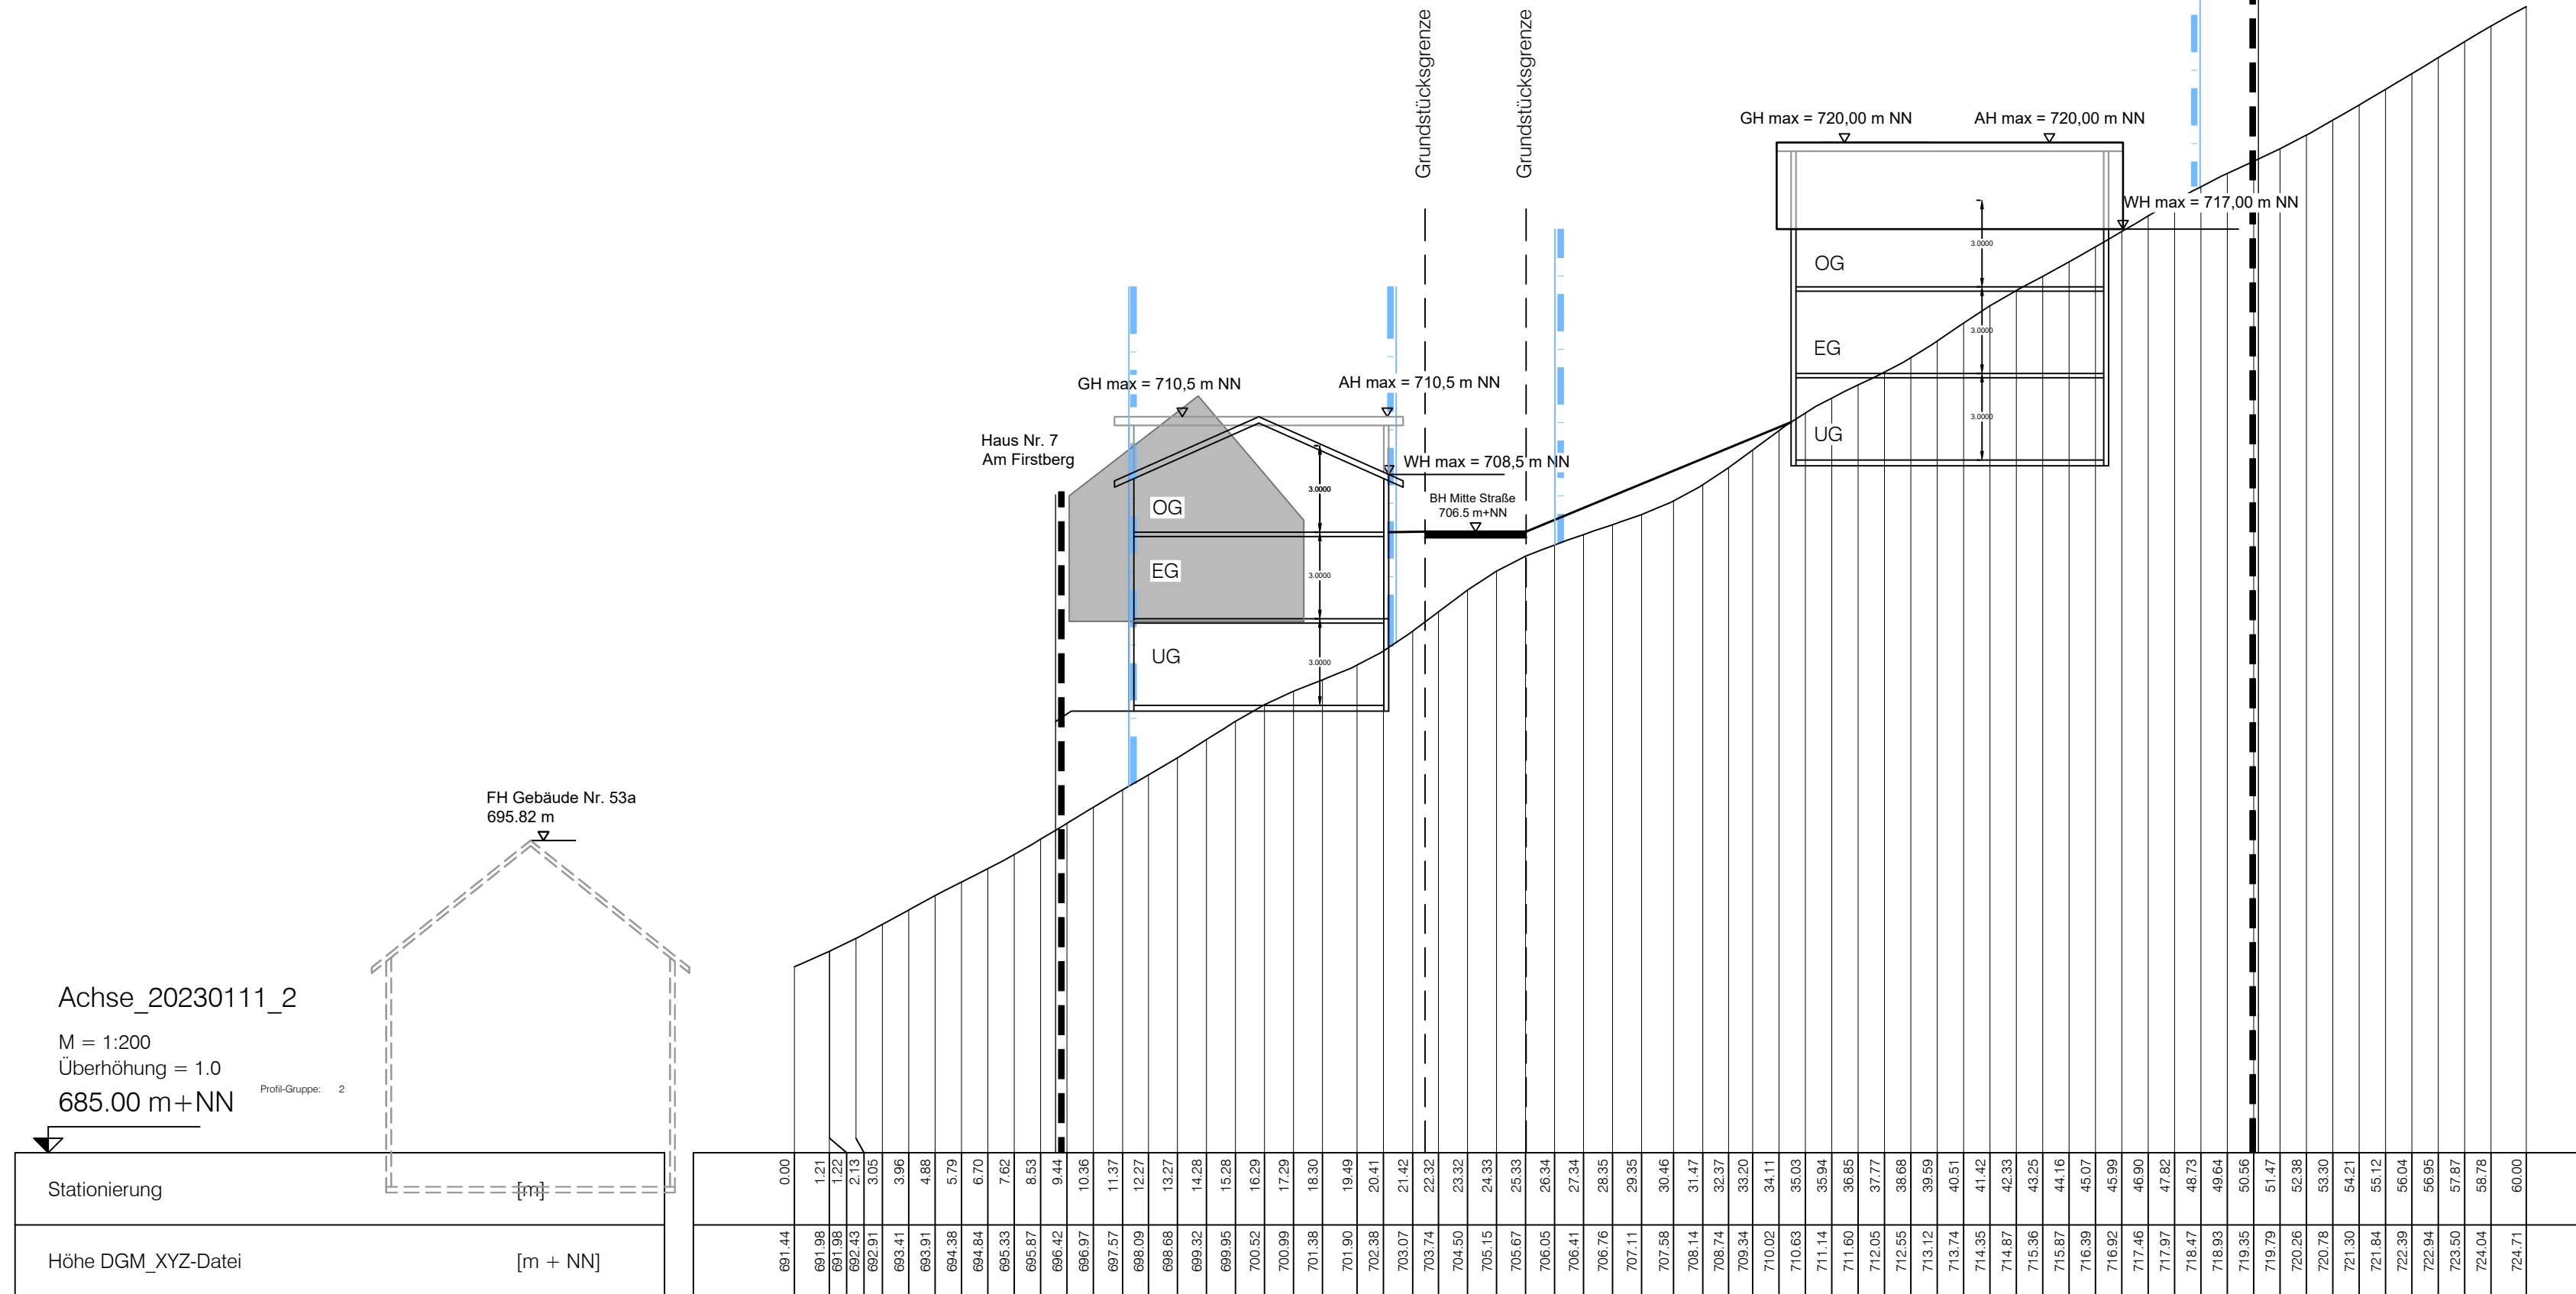 Grundstücksgrenze
Grundstücksgrenze
GH max = 720,00 m NN
AH max = 720,00 m NN
WH max = 717,00 m NN
3.0000
OG
3.0000
EG
3.0000
UG
GH max = 710,5 m NN
AH max = 710,5 m NN
Haus Nr. 7
Am Firstberg
WH max = 708,5 m NN
BH Mitte Straße
706.5 m+NN
3.0000
OG
3.0000
EG
3.0000
UG
FH Gebäude Nr. 53a
695.82 m
Achse_20230111_2
M = 1:200
Überhöhung = 1.0
685.00 m+NN
Profil-Gruppe: 2
Stationierung [m] 0.00 1.21 1.22 2.13 3.05 3.96 4.88 5.79 6.70 7.62 8.53 9.44 10.36 11.37 12.27 13.27 14.28 15.28 16.29 17.29 18.30 19.49 20.41 21.42 22.32 23.32 24.33 25.33 26.34 27.34 28.35 29.35 30.46 31.47 32.37 33.20 34.11 35.03 35.94 36.85 37.77 38.68 39.59 40.51 41.42 42.33 43.25 44.16 45.07 45.99 46.90 47.82 48.73 49.64 50.56 51.47 52.38 53.30 54.21 55.12 56.04 56.95 57.87 58.78 60.00
Höhe DGM_XYZ-Datei [m + NN] 691.44 691.98 691.98 692.43 692.91 693.41 693.91 694.38 694.84 695.33 695.87 696.42 696.97 697.57 698.09 698.68 699.32 699.95 700.52 700.99 701.38 701.90 702.38 703.07 703.74 704.50 705.15 705.67 706.05 706.41 706.76 707.11 707.58 708.14 708.74 709.34 710.02 710.63 711.14 711.60 712.05 712.55 713.12 713.74 714.35 714.87 715.36 715.87 716.39 716.92 717.46 717.97 718.47 718.93 719.35 719.79 720.26 720.78 721.30 721.84 722.39 722.94 723.50 724.04 724.71